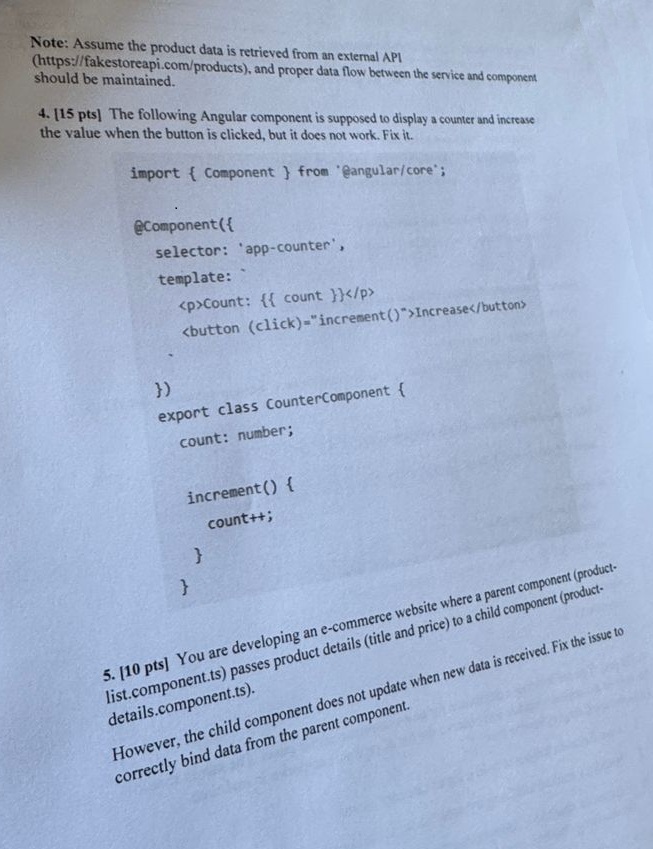 Note: Assume the product data is retrieved from an external API
(https://fakestoreapi.com/products), and proper data flow between the service and component
should be maintained.
4. [15 pts] The following Angular component is supposed to display a counter and increase
the value when the button is clicked, but it does not work. Fix it.
import { Component } from '@angular/core';
@Component({
selector: 'app-counter',
template: `
<p>Count: {{ count }}</p>
<button (click)="increment()">Increase</button>
`
})
export class CounterComponent {
count: number;
increment() {
count++;
}
}
5. [10 pts] You are developing an e-commerce website where a parent component (product-
list.component.ts) passes product details (title and price) to a child component (product-
details.component.ts).
However, the child component does not update when new data is received. Fix the issue to
correctly bind data from the parent component.